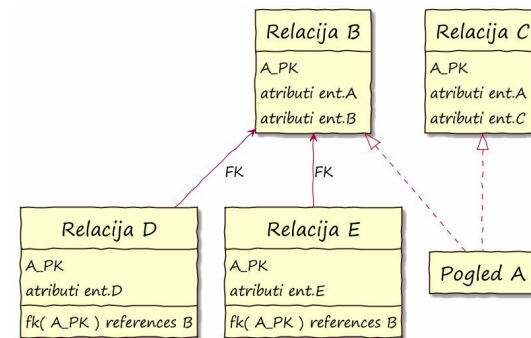 Relacija B
A_PK
atributi ent.A
atributi ent.B
Relacija C
A_PK
atributi ent.A
atributi ent.C
FK
FK
Relacija D
A_PK
atributi ent.D
fk( A_PK ) references B
Relacija E
A_PK
atributi ent.E
fk( A_PK ) references B
Pogled A